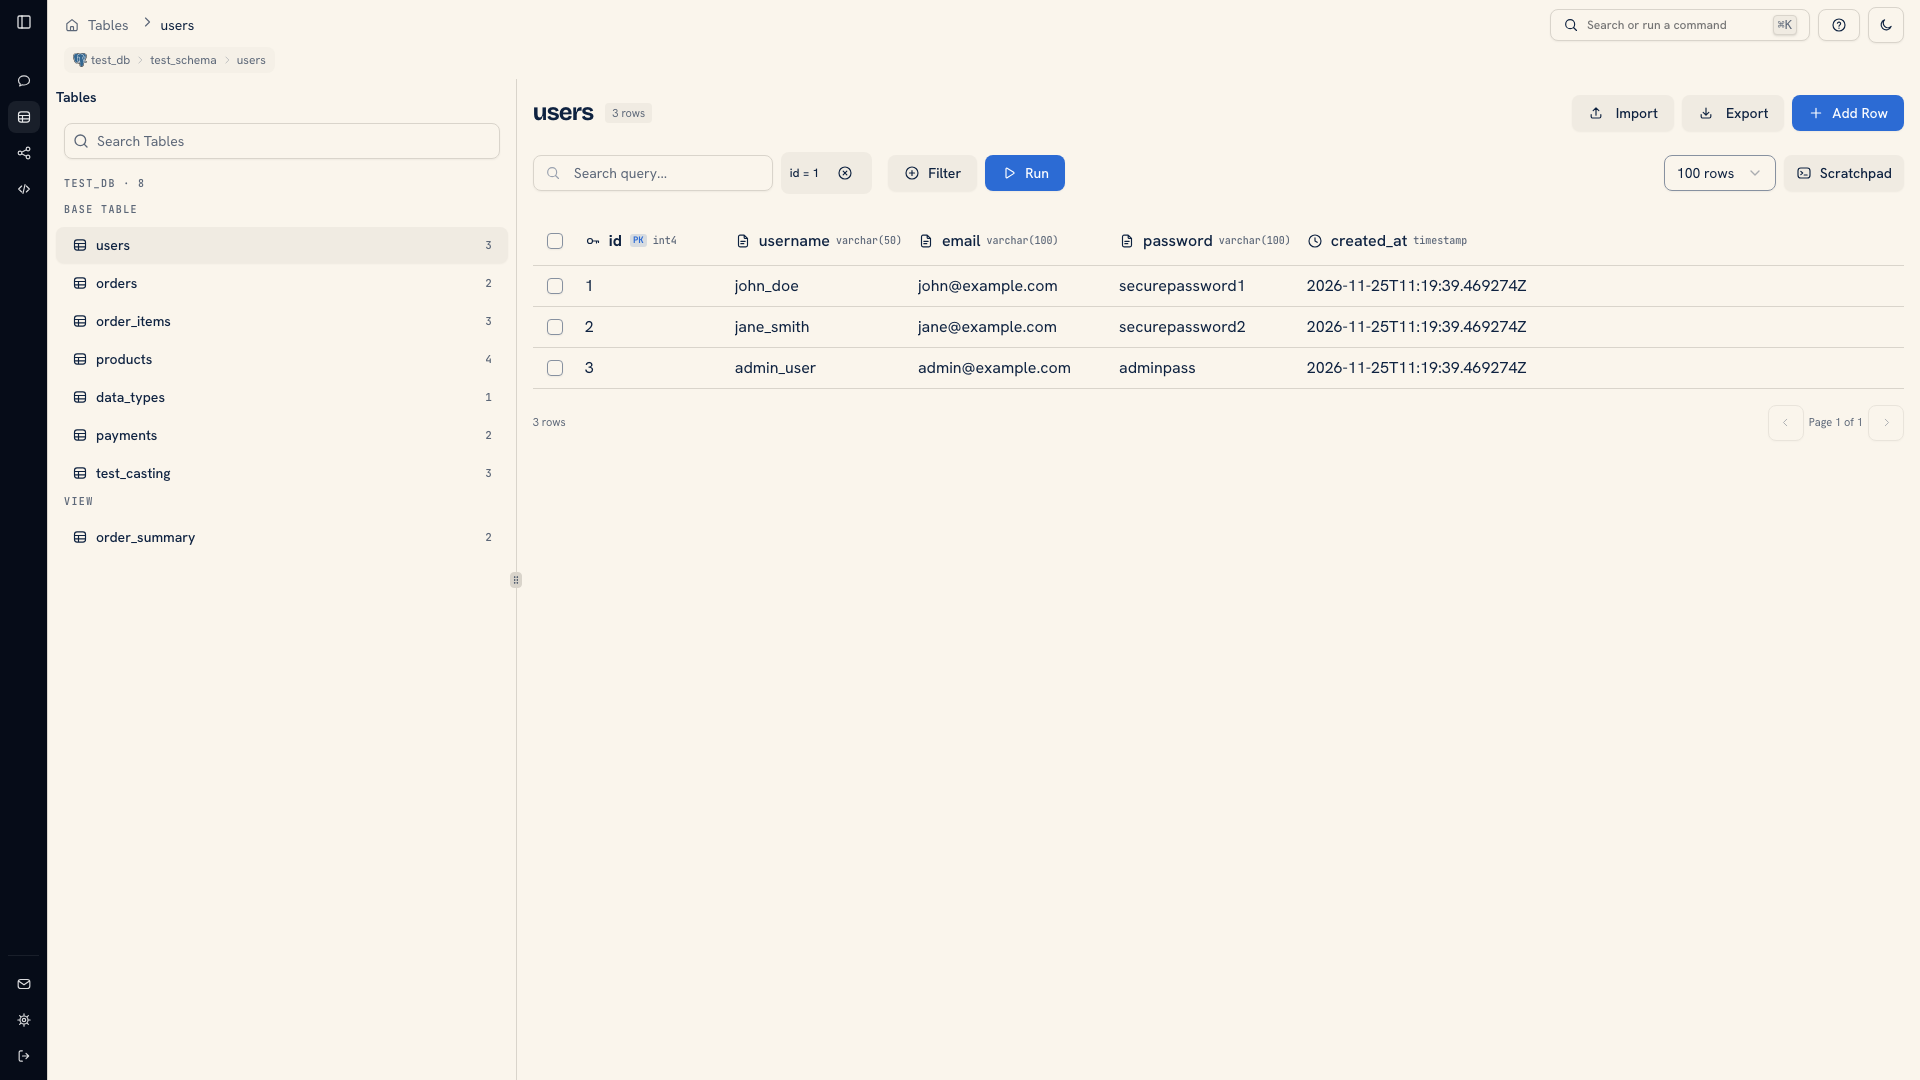 Tables > users
Search or run a command ⌘K
test_db > test_schema > users
Tables
Search Tables
TEST_DB · 8
BASE TABLE
users 3
orders 2
order_items 3
products 4
data_types 1
payments 2
test_casting 3
VIEW
order_summary 2
users 3 rows
Import Export Add Row
Search query... id = 1 Filter Run 100 rows Scratchpad
id PK int4 username varchar(50) email varchar(100) password varchar(100) created_at timestamp
1 john_doe john@example.com securepassword1 2026-11-25T11:19:39.469274Z
2 jane_smith jane@example.com securepassword2 2026-11-25T11:19:39.469274Z
3 admin_user admin@example.com adminpass 2026-11-25T11:19:39.469274Z
3 rows Page 1 of 1